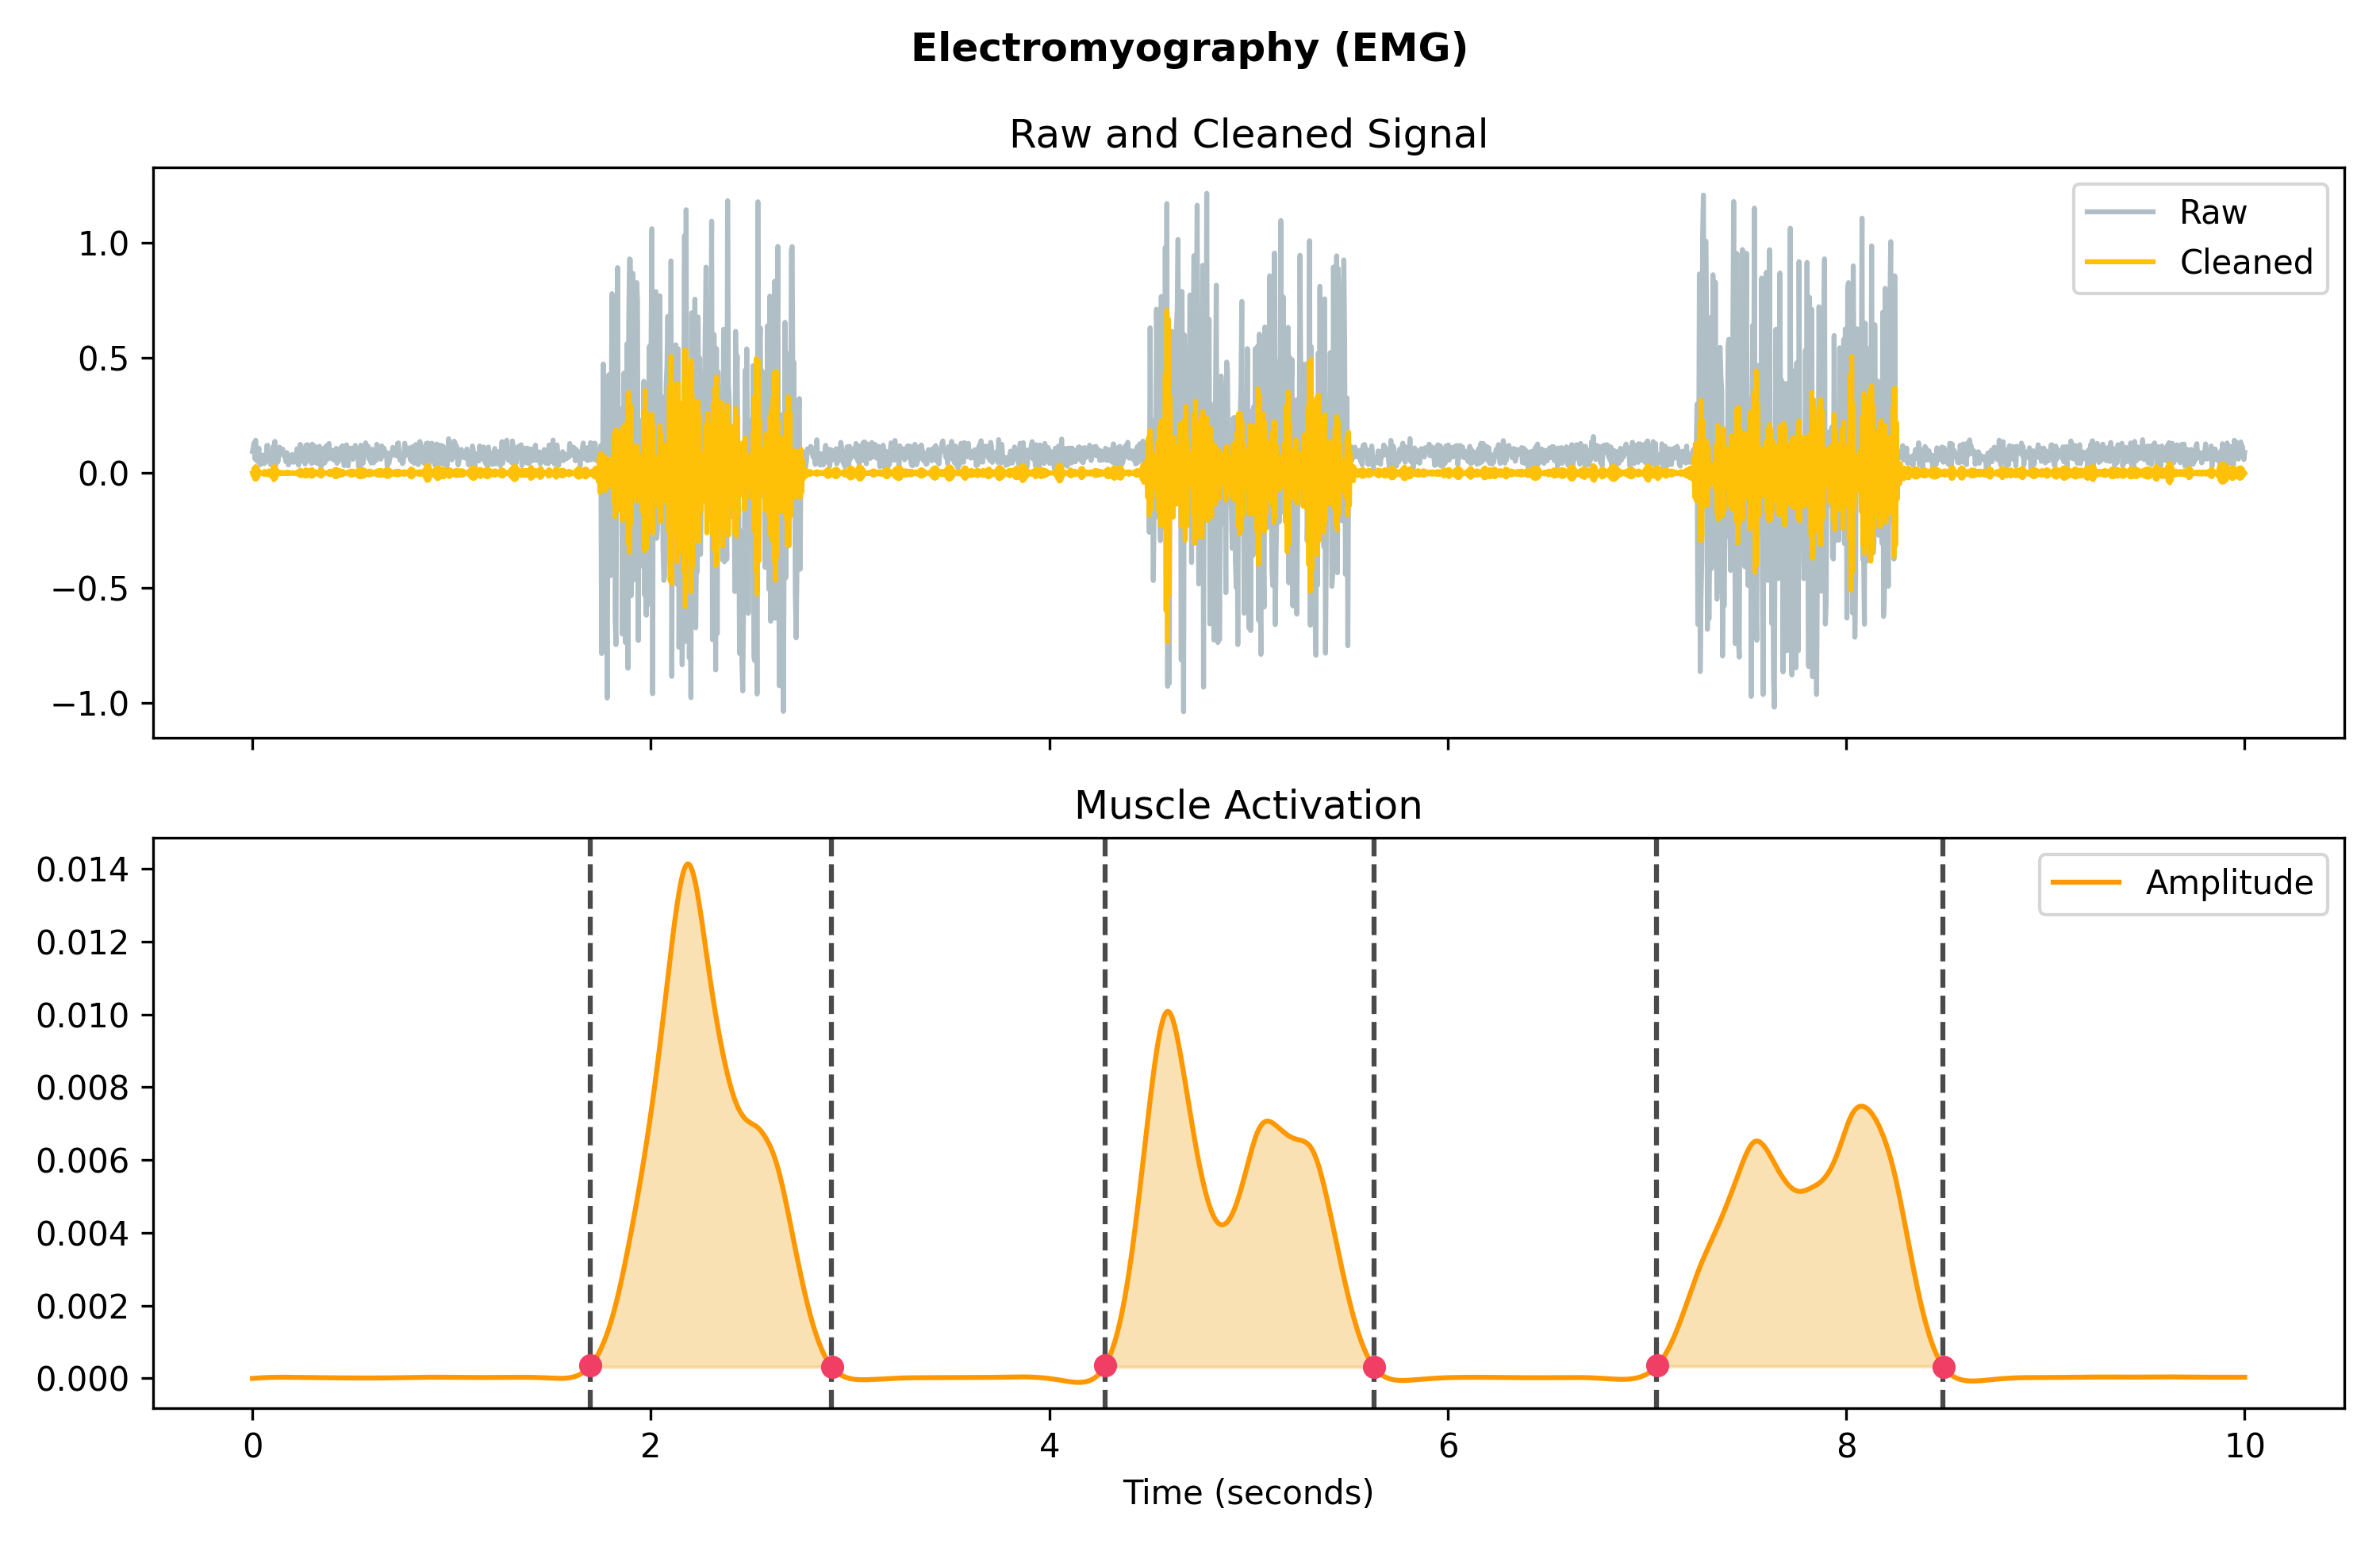 Electromyography (EMG)
Raw and Cleaned Signal
Raw
Cleaned
1.0
0.5
0.0
−0.5
−1.0
Muscle Activation
Amplitude
0.014
0.012
0.010
0.008
0.006
0.004
0.002
0.000
0 2 4 6 8 10
Time (seconds)